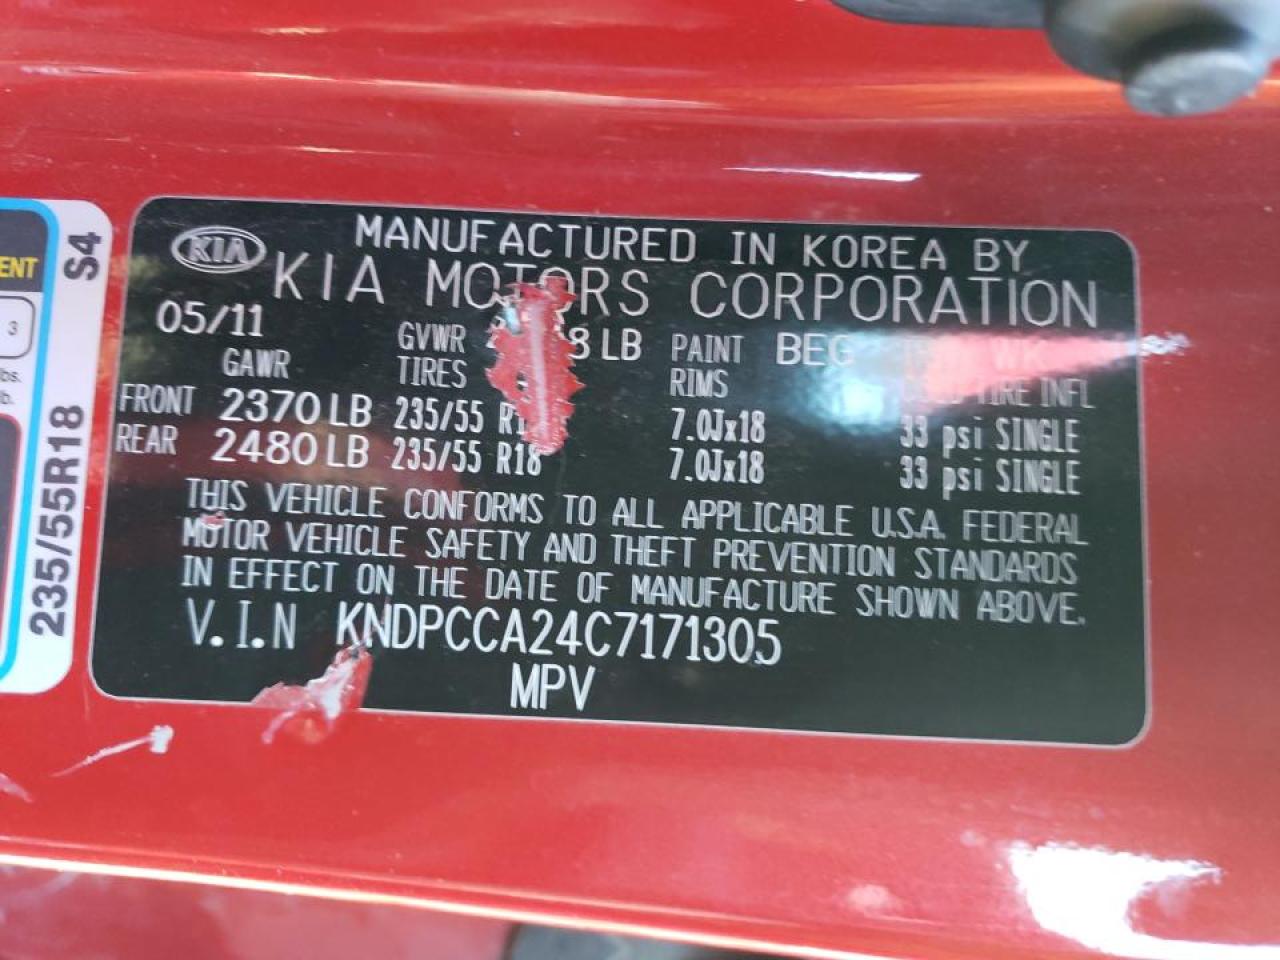 MANUFACTURED IN KOREA BY
KIA
KIA MOTORS CORPORATION
05/11
GVWR 8 LB PAINT BEG WK
GAWR TIRES RIMS TIRE INFL
FRONT 2370 LB 235/55 7.0Jx18 33 psi SINGLE
REAR 2480 LB 235/55 R18 7.0Jx18 33 psi SINGLE
THIS VEHICLE CONFORMS TO ALL APPLICABLE U.S.A. FEDERAL
MOTOR VEHICLE SAFETY AND THEFT PREVENTION STANDARDS
IN EFFECT ON THE DATE OF MANUFACTURE SHOWN ABOVE.
V.I.N KNDPCCA24C7171305
MPV
235/55R18 S4
ENT
3